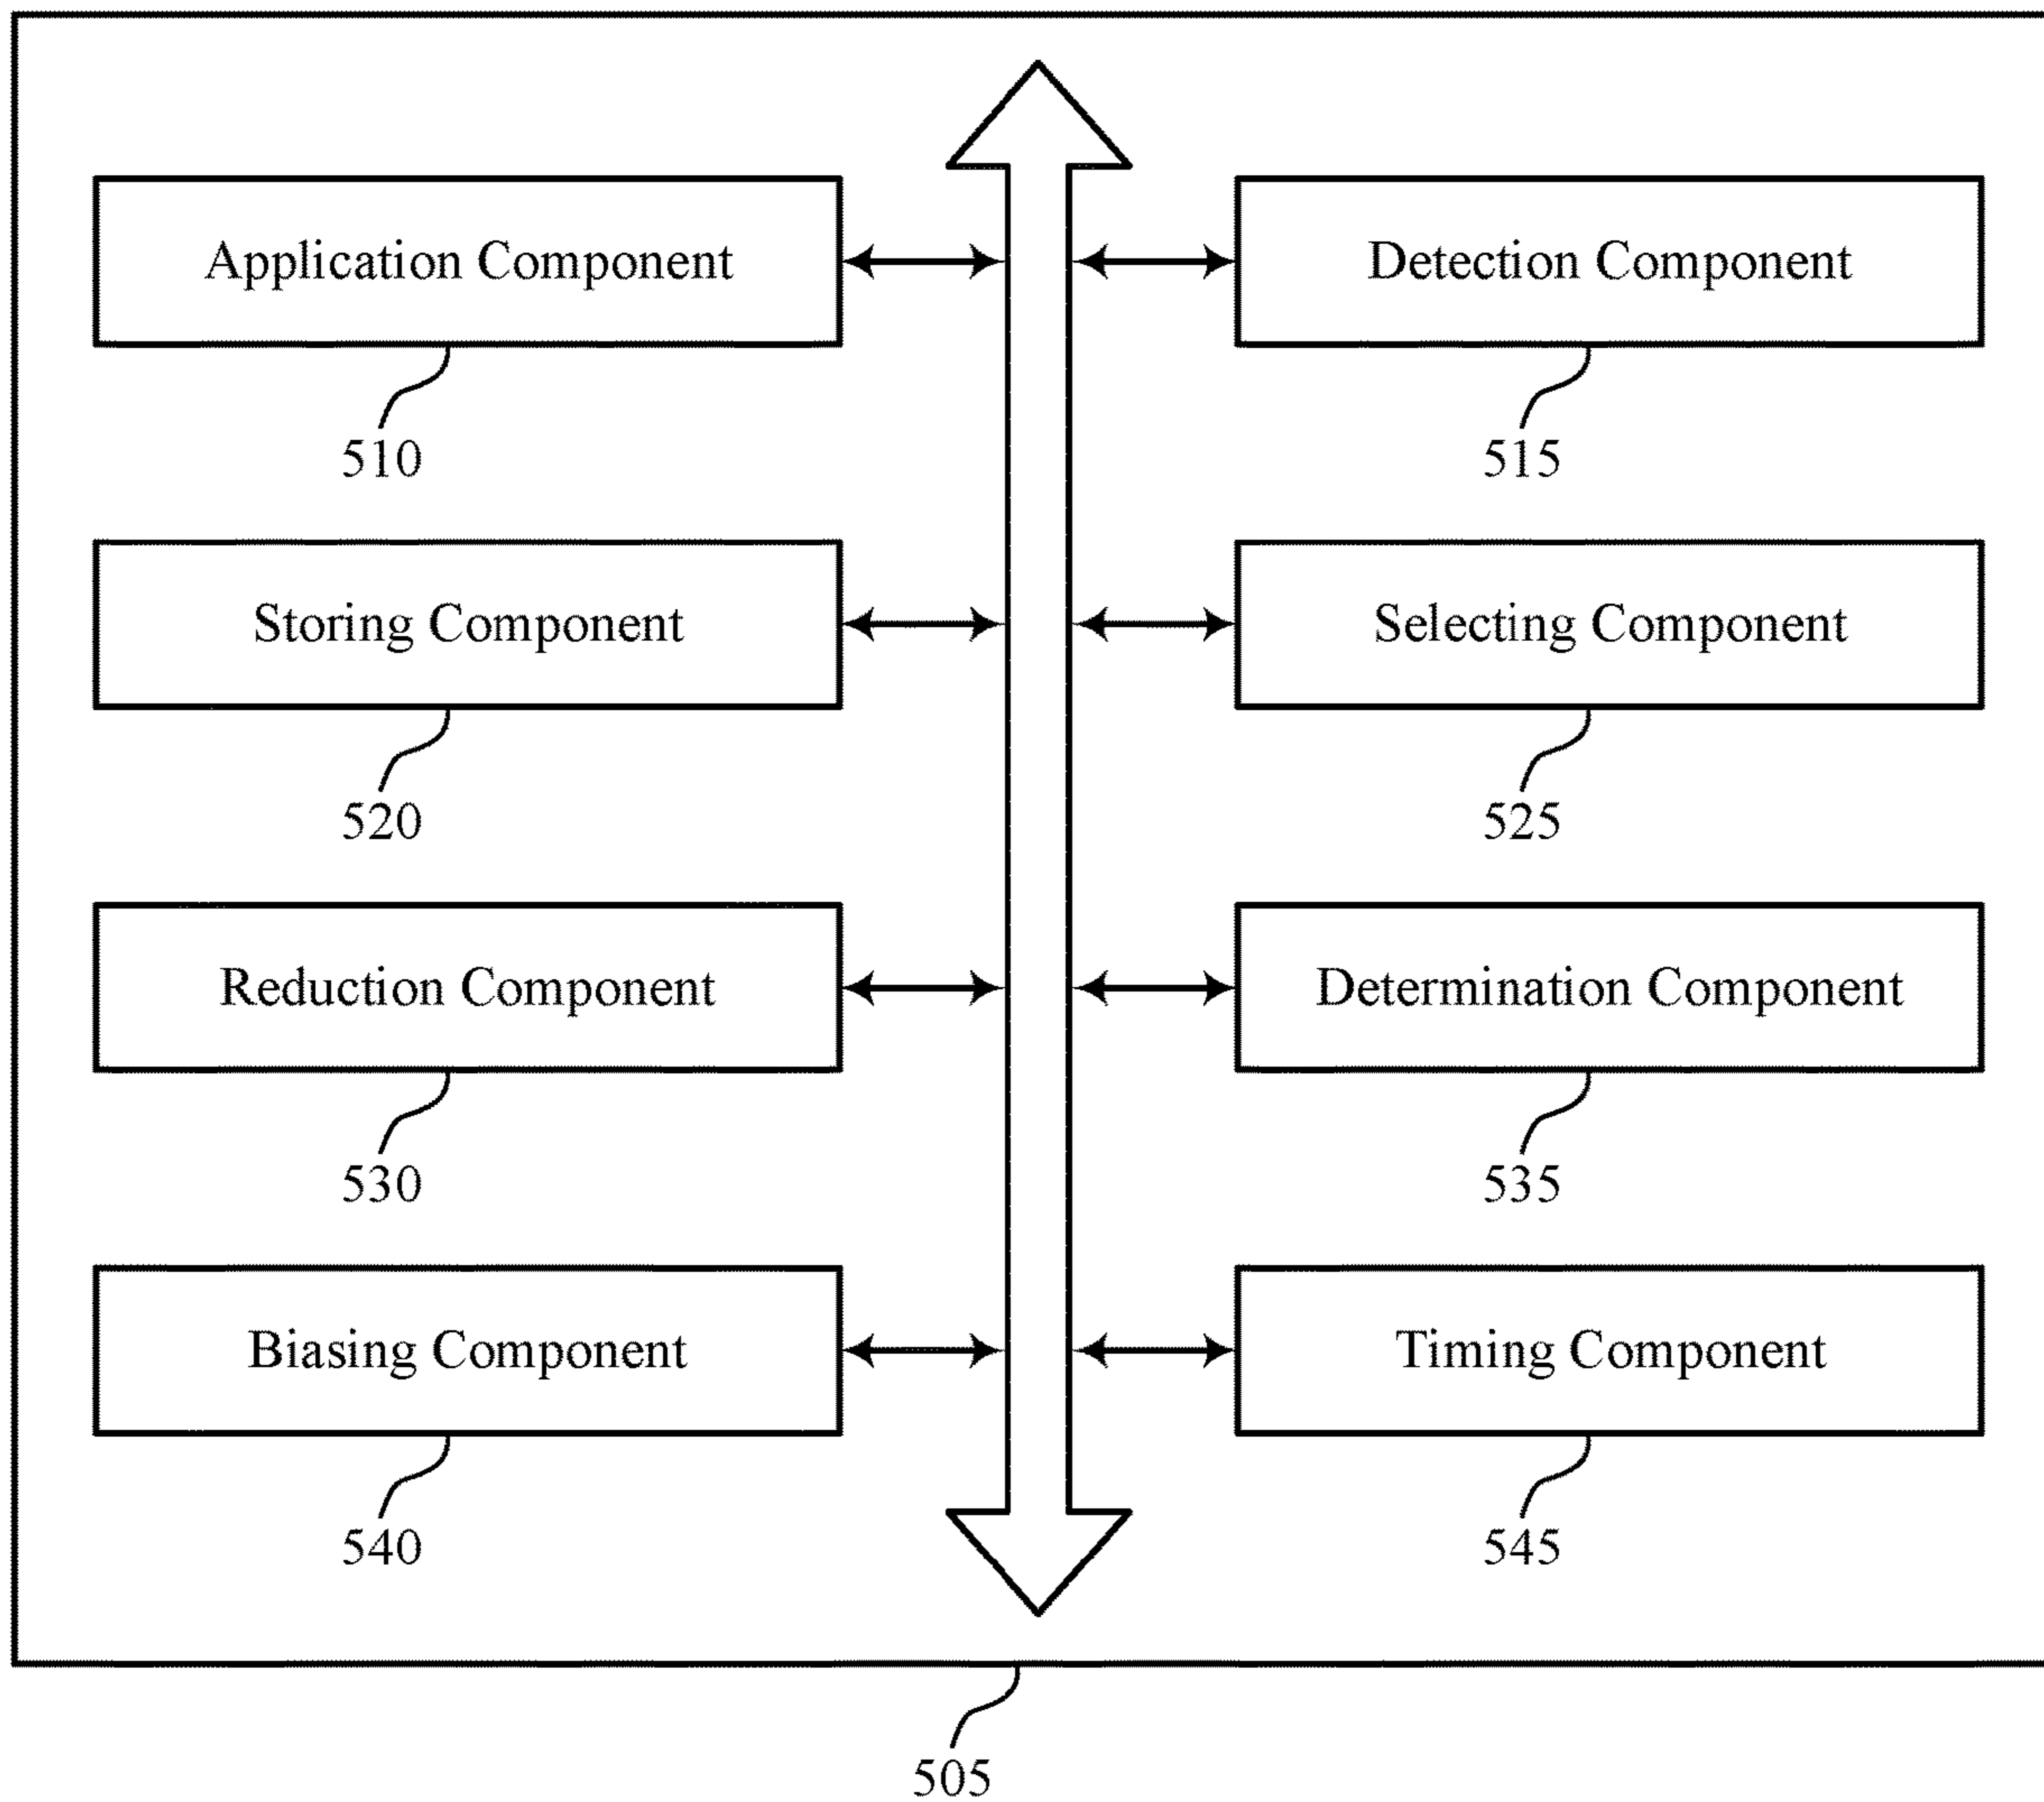 Application Component
Detection Component
510
515
Storing Component
Selecting Component
520
525
Reduction Component
Determination Component
530
535
Biasing Component
Timing Component
540
545
505